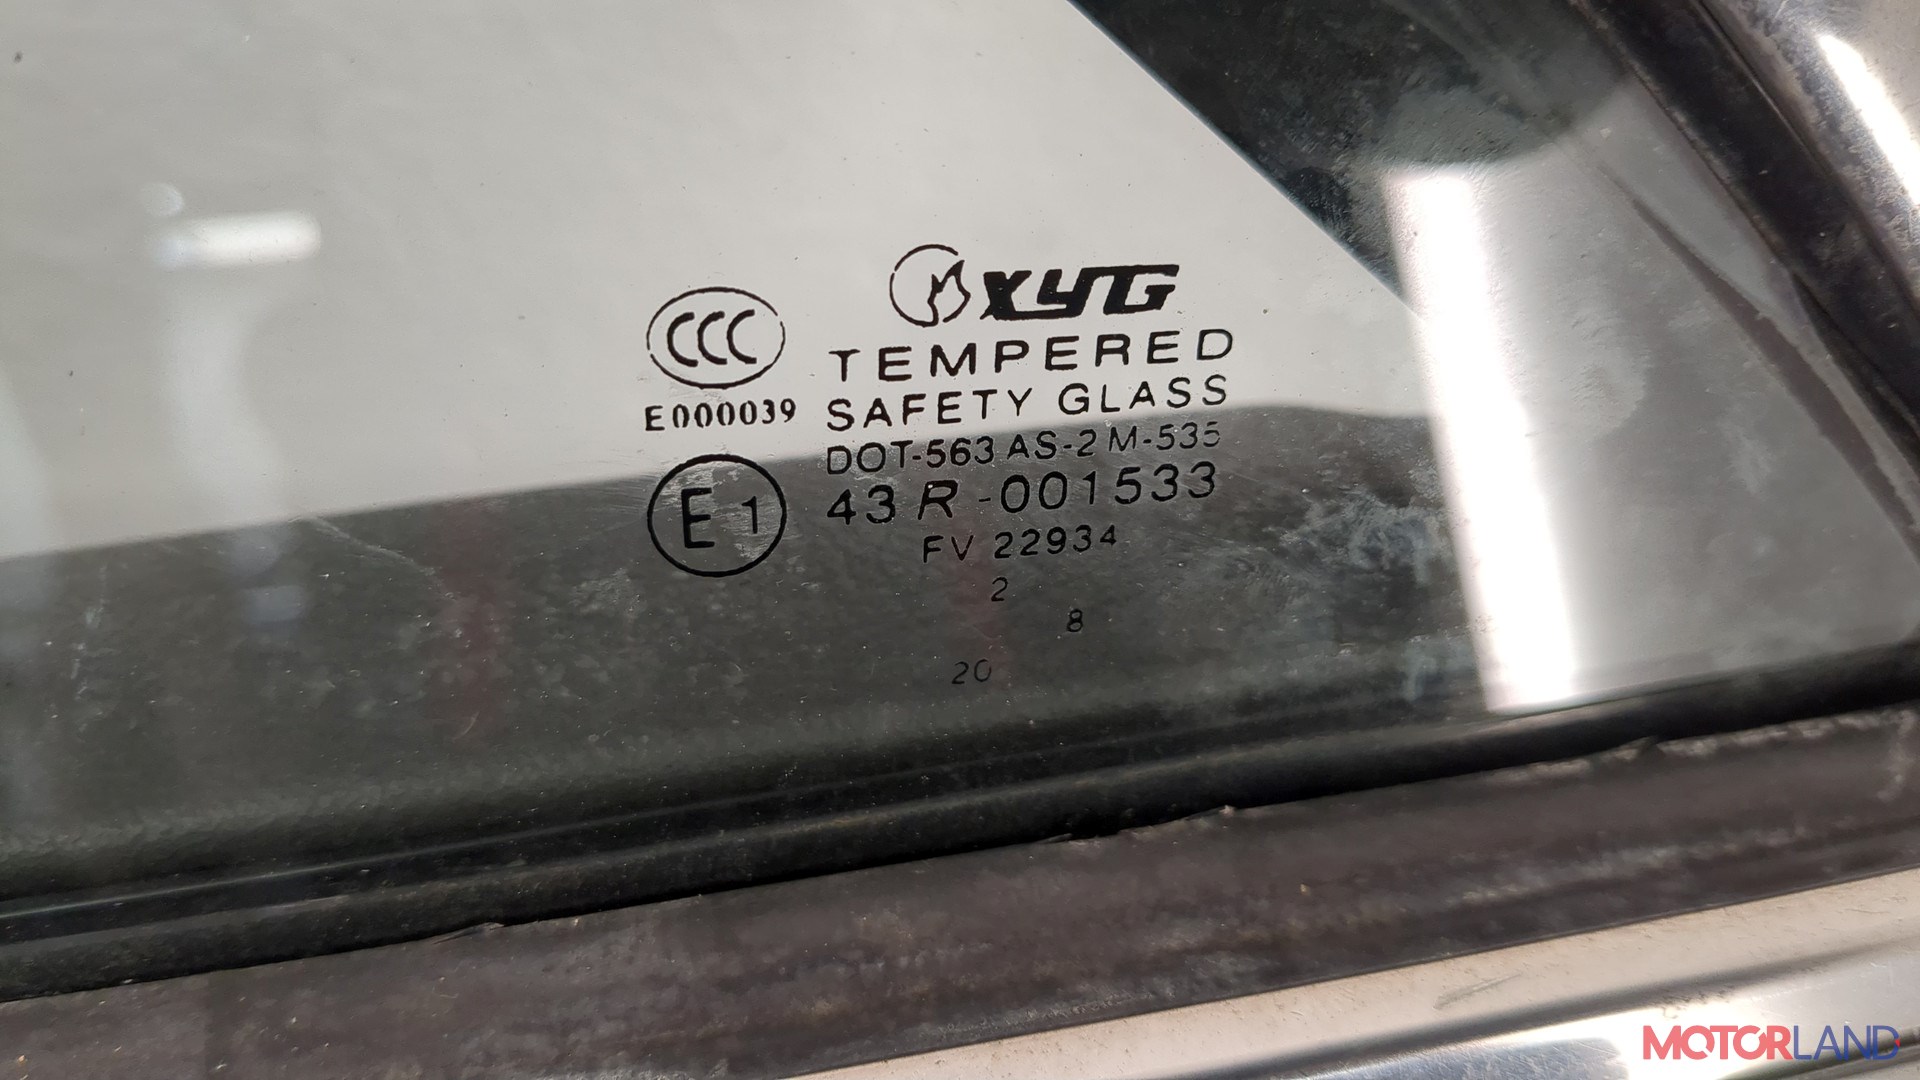 XYG
CCC
TEMPERED
E000039
SAFETY GLASS
DOT-563 AS-2 M-535
E1
43R-001533
FV 22934
2
8
20
MOTORLAND